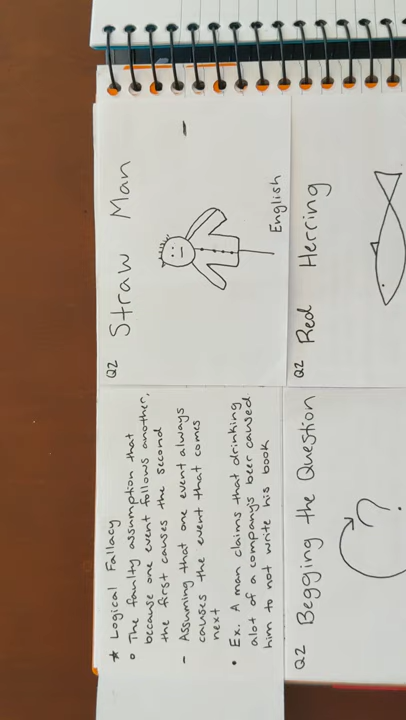 ★ Logical Fallacy
o The faulty assumption that
because one event follows another,
the first causes the second
- Assuming that one event always
causes the event that comes
next
• Ex. A man claims that drinking
alot of a company's beer caused
him to not write his book
Q2 Straw Man
English
Q2 Begging the Question
?
Q2 Red Herring